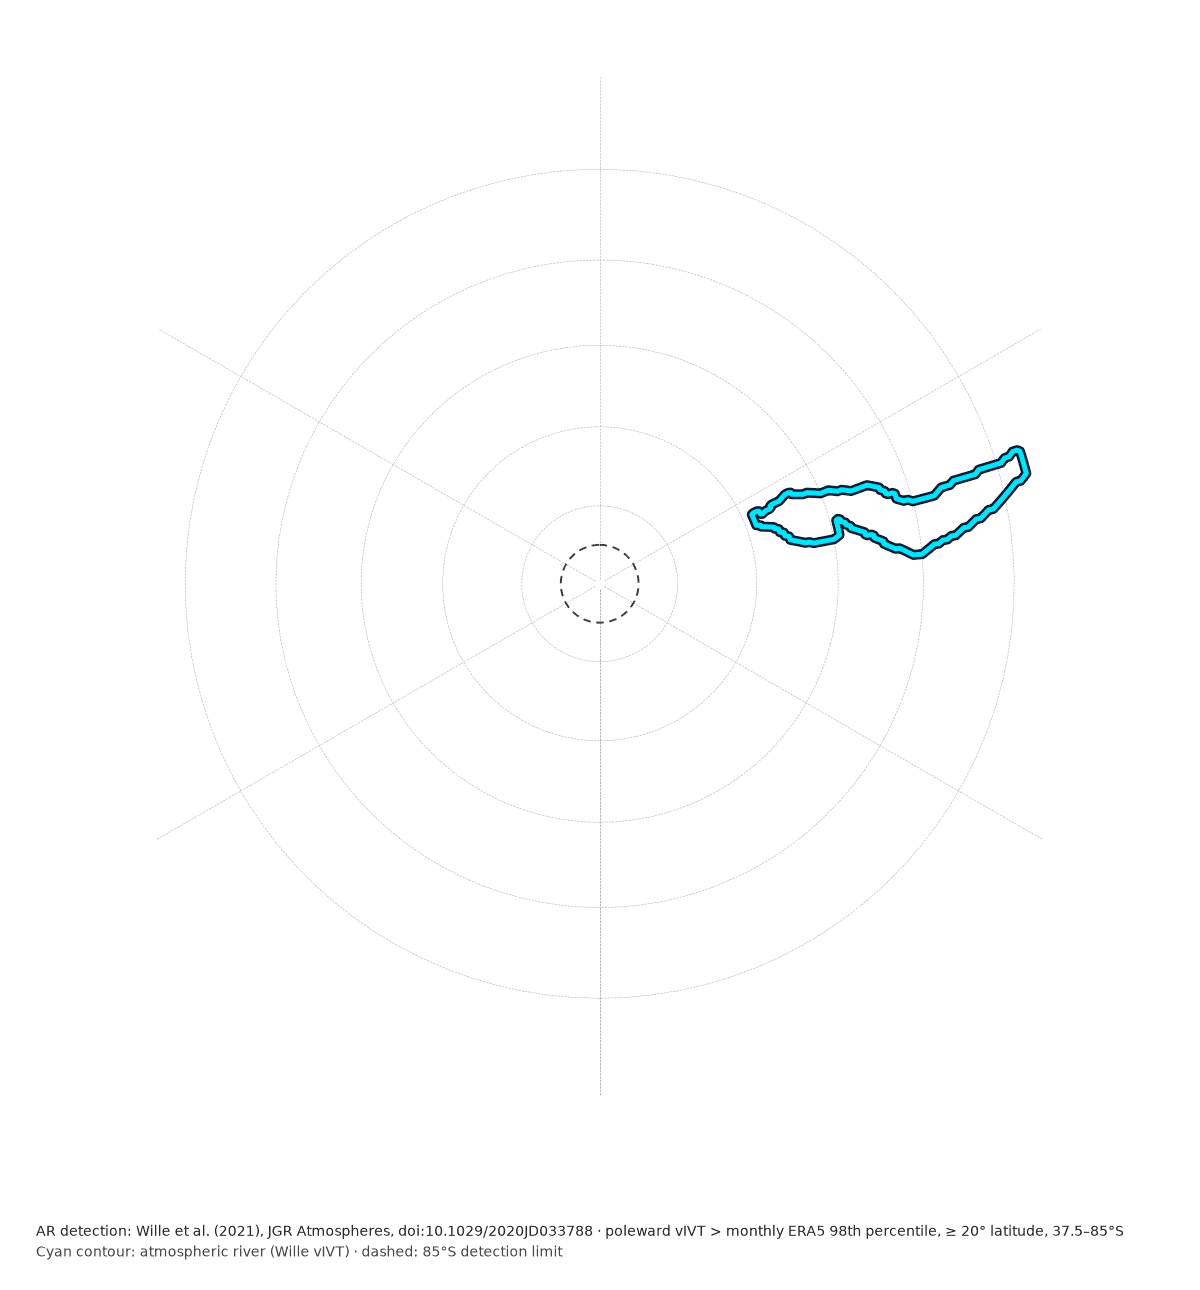 AR detection: Wille et al. (2021), JGR Atmospheres, doi:10.1029/2020JD033788 · poleward vIVT > monthly ERA5 98th percentile, ≥ 20° latitude, 37.5–85°S
Cyan contour: atmospheric river (Wille vIVT) · dashed: 85°S detection limit